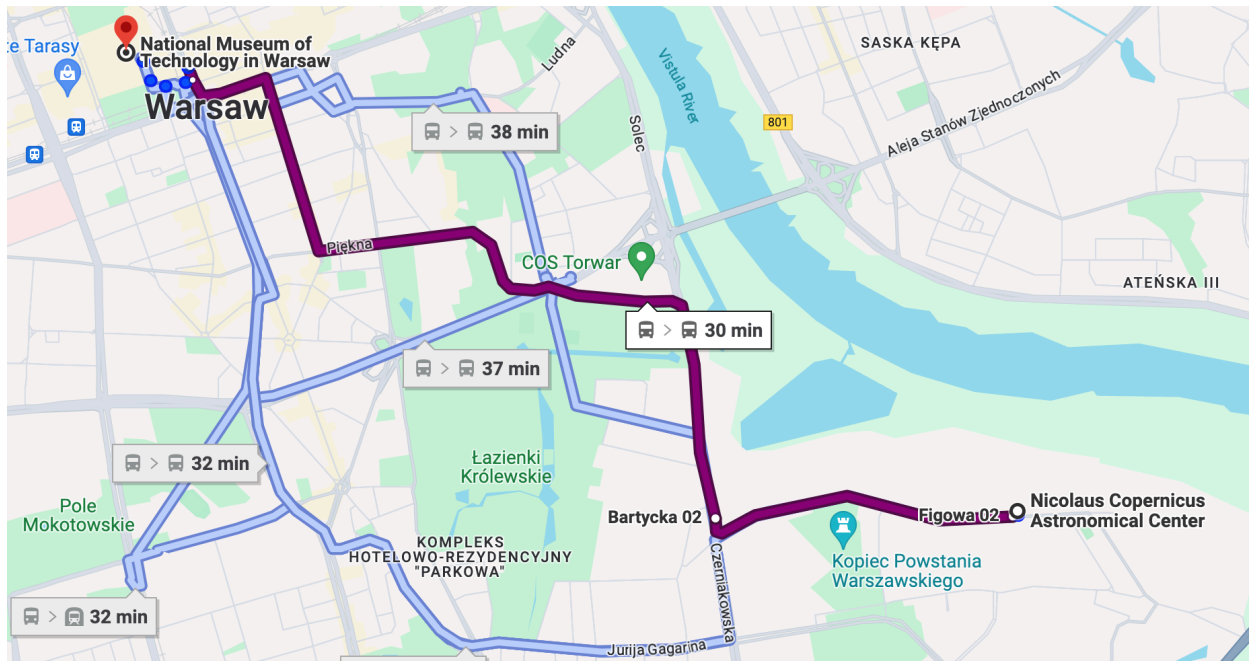 SASKA KĘPA
National Museum of
Technology in Warsaw
te Tarasy
Ludna
Vistula River
Warsaw
38 min
Solec
801
Aleja Stanów Zjednoczonych
Piękna
COS Torwar
ATEŃSKA III
30 min
37 min
32 min
Łazienki
Królewskie
Pole
Mokotowskie
Bartycka 02
Figowa 02
Nicolaus Copernicus
Astronomical Center
KOMPLEKS
HOTELOWO-REZYDENCYJNY
"PARKOWA"
Czerniakowska
Kopiec Powstania
Warszawskiego
32 min
Jurija Gagarina